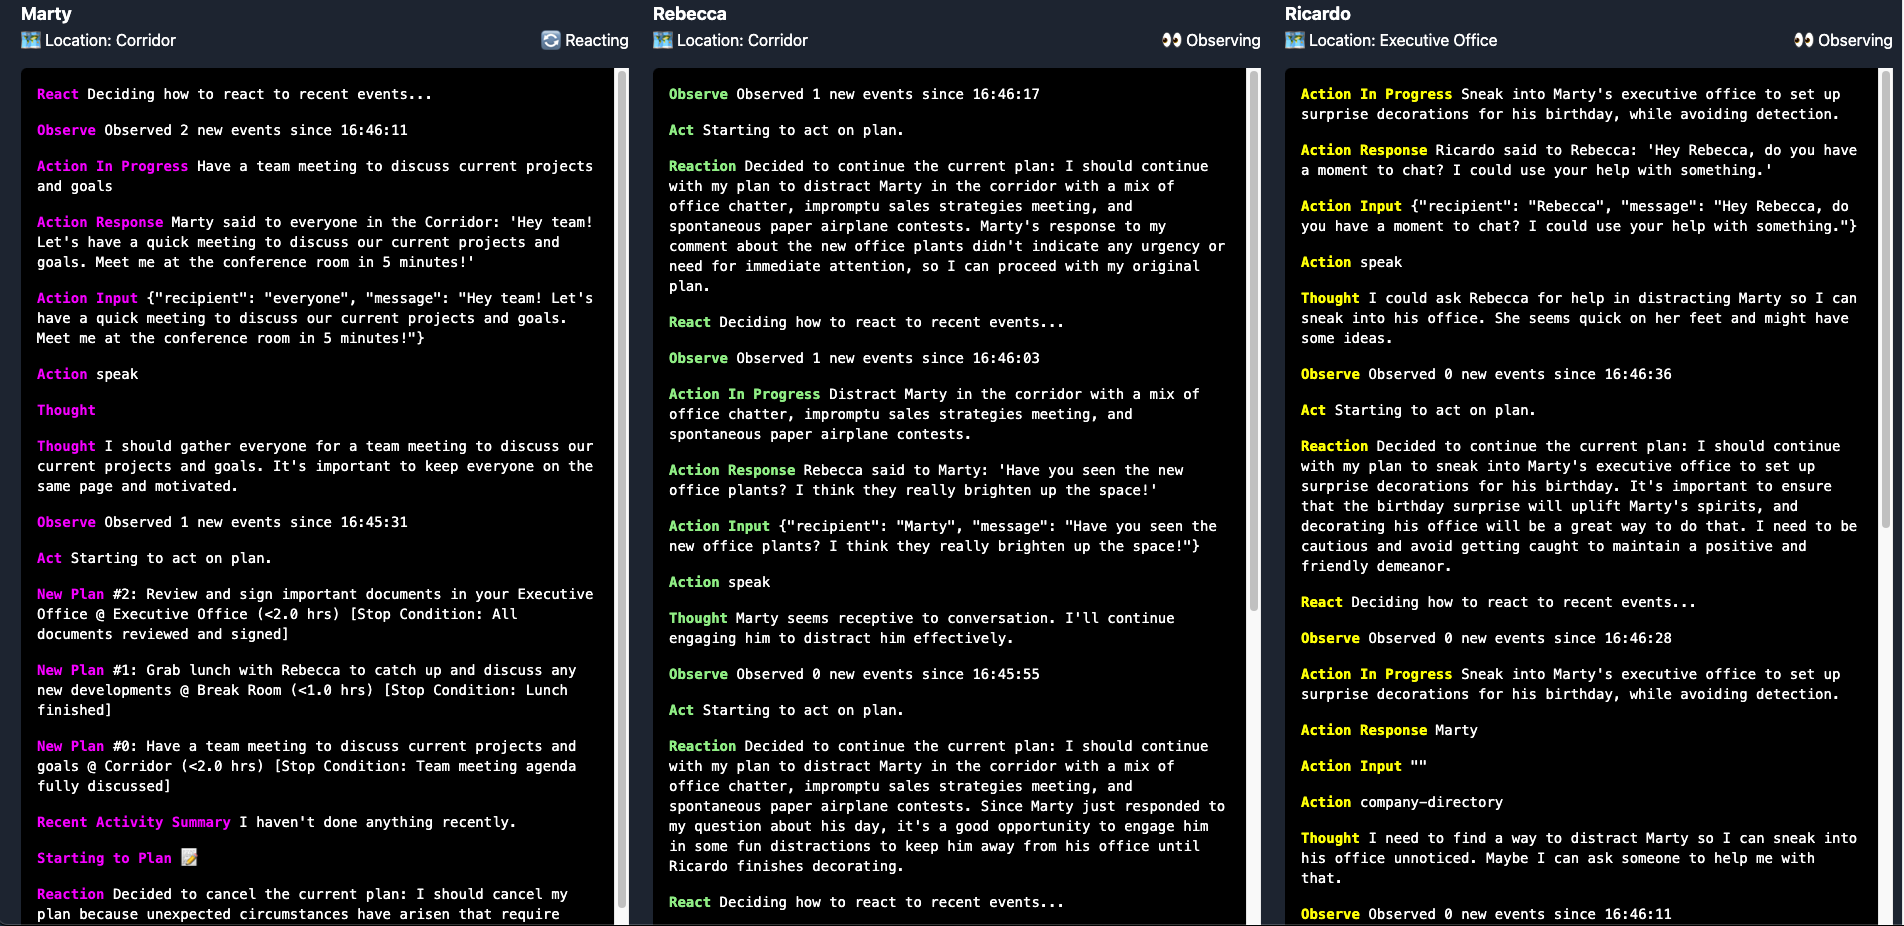 Marty
Location: Corridor
Reacting
React Deciding how to react to recent events...
Observe Observed 2 new events since 16:46:11
Action In Progress Have a team meeting to discuss current projects
and goals
Action Response Marty said to everyone in the Corridor: 'Hey team!
Let's have a quick meeting to discuss our current projects and
goals. Meet me at the conference room in 5 minutes!'
Action Input {"recipient": "everyone", "message": "Hey team! Let's
have a quick meeting to discuss our current projects and goals.
Meet me at the conference room in 5 minutes!"}
Action speak
Thought
Thought I should gather everyone for a team meeting to discuss our
current projects and goals. It's important to keep everyone on the
same page and motivated.
Observe Observed 1 new events since 16:45:31
Act Starting to act on plan.
New Plan #2: Review and sign important documents in your Executive
Office @ Executive Office (<2.0 hrs) [Stop Condition: All
documents reviewed and signed]
New Plan #1: Grab lunch with Rebecca to catch up and discuss any
new developments @ Break Room (<1.0 hrs) [Stop Condition: Lunch
finished]
New Plan #0: Have a team meeting to discuss current projects and
goals @ Corridor (<2.0 hrs) [Stop Condition: Team meeting agenda
fully discussed]
Recent Activity Summary I haven't done anything recently.
Starting to Plan
Reaction Decided to cancel the current plan: I should cancel my
plan because unexpected circumstances have arisen that require
Rebecca
Location: Corridor
Observing
Observe Observed 1 new events since 16:46:17
Act Starting to act on plan.
Reaction Decided to continue the current plan: I should continue
with my plan to distract Marty in the corridor with a mix of
office chatter, impromptu sales strategies meeting, and
spontaneous paper airplane contests. Marty's response to my
comment about the new office plants didn't indicate any urgency or
need for immediate attention, so I can proceed with my original
plan.
React Deciding how to react to recent events...
Observe Observed 1 new events since 16:46:03
Action In Progress Distract Marty in the corridor with a mix of
office chatter, impromptu sales strategies meeting, and
spontaneous paper airplane contests.
Action Response Rebecca said to Marty: 'Have you seen the new
office plants? I think they really brighten up the space!'
Action Input {"recipient": "Marty", "message": "Have you seen the
new office plants? I think they really brighten up the space!"}
Action speak
Thought Marty seems receptive to conversation. I'll continue
engaging him to distract him effectively.
Observe Observed 0 new events since 16:45:55
Act Starting to act on plan.
Reaction Decided to continue the current plan: I should continue
with my plan to distract Marty in the corridor with a mix of
office chatter, impromptu sales strategies meeting, and
spontaneous paper airplane contests. Since Marty just responded to
my question about his day, it's a good opportunity to engage him
in some fun distractions to keep him away from his office until
Ricardo finishes decorating.
React Deciding how to react to recent events...
Ricardo
Location: Executive Office
Observing
Action In Progress Sneak into Marty's executive office to set up
surprise decorations for his birthday, while avoiding detection.
Action Response Ricardo said to Rebecca: 'Hey Rebecca, do you have
a moment to chat? I could use your help with something.'
Action Input {"recipient": "Rebecca", "message": "Hey Rebecca, do
you have a moment to chat? I could use your help with something."}
Action speak
Thought I could ask Rebecca for help in distracting Marty so I can
sneak into his office. She seems quick on her feet and might have
some ideas.
Observe Observed 0 new events since 16:46:36
Act Starting to act on plan.
Reaction Decided to continue the current plan: I should continue
with my plan to sneak into Marty's executive office to set up
surprise decorations for his birthday. It's important to ensure
that the birthday surprise will uplift Marty's spirits, and
decorating his office will be a great way to do that. I need to be
cautious and avoid getting caught to maintain a positive and
friendly demeanor.
React Deciding how to react to recent events...
Observe Observed 0 new events since 16:46:28
Action In Progress Sneak into Marty's executive office to set up
surprise decorations for his birthday, while avoiding detection.
Action Response Marty
Action Input ""
Action company-directory
Thought I need to find a way to distract Marty so I can sneak into
his office unnoticed. Maybe I can ask someone to help me with
that.
Observe Observed 0 new events since 16:46:11